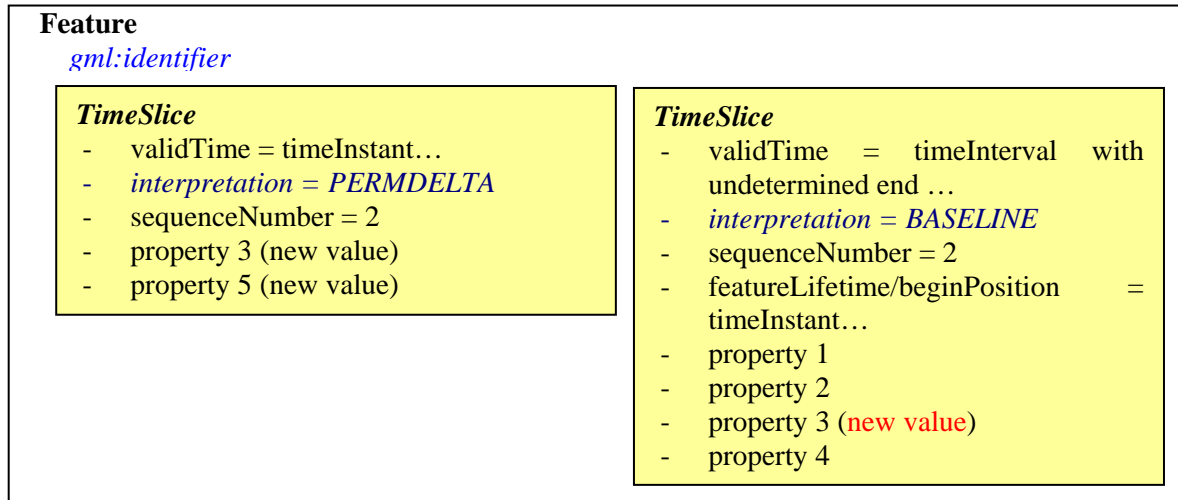 Feature
gml:identifier
TimeSlice
- validTime = timeInstant…
- interpretation = PERMDELTA
- sequenceNumber = 2
- property 3 (new value)
- property 5 (new value)
TimeSlice
- validTime = timeInterval with
undetermined end …
- interpretation = BASELINE
- sequenceNumber = 2
- featureLifetime/beginPosition =
timeInstant…
- property 1
- property 2
- property 3 (new value)
- property 4